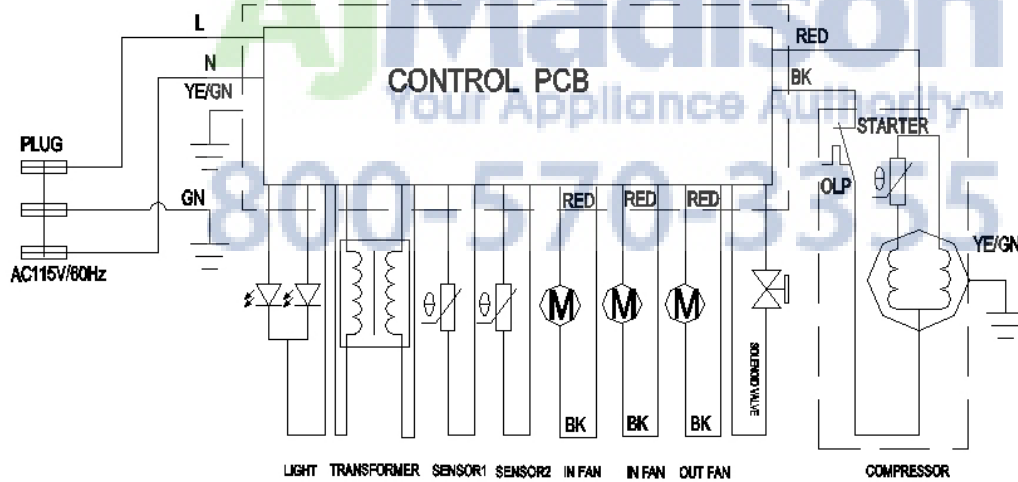 AJMadison
L
RED
N
CONTROL PCB
BK
YE/GN
Your Appliance Authority™
PLUG
STARTER
800-570-3355
OLP
θ
GN
RED
RED
RED
YE/GN
AC115V/60Hz
θ
θ
M
M
M
SOLENOID VALVE
BK
BK
BK
LIGHT TRANSFORMER SENSOR1 SENSOR2 IN FAN IN FAN OUT FAN COMPRESSOR